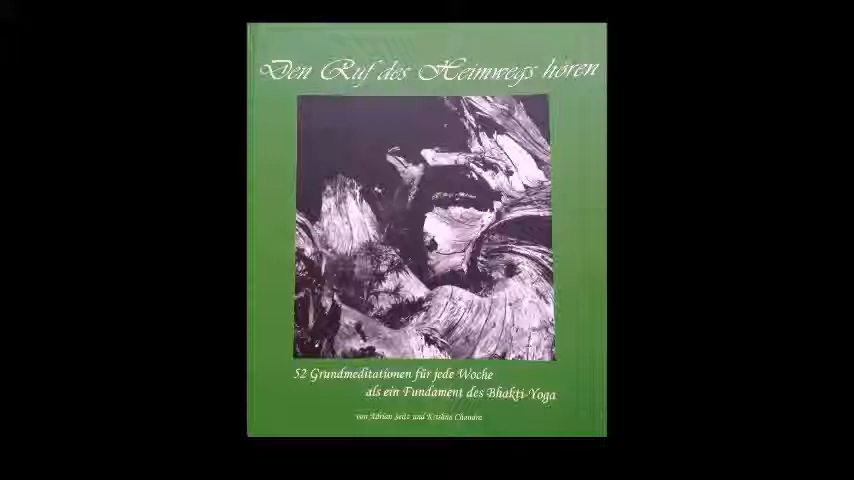 Den Ruf des Heimwegs hören
52 Grundmeditationen für jede Woche
als ein Fundament des Bhakti-Yoga
von Adrian Seitz und Krishna Chandra